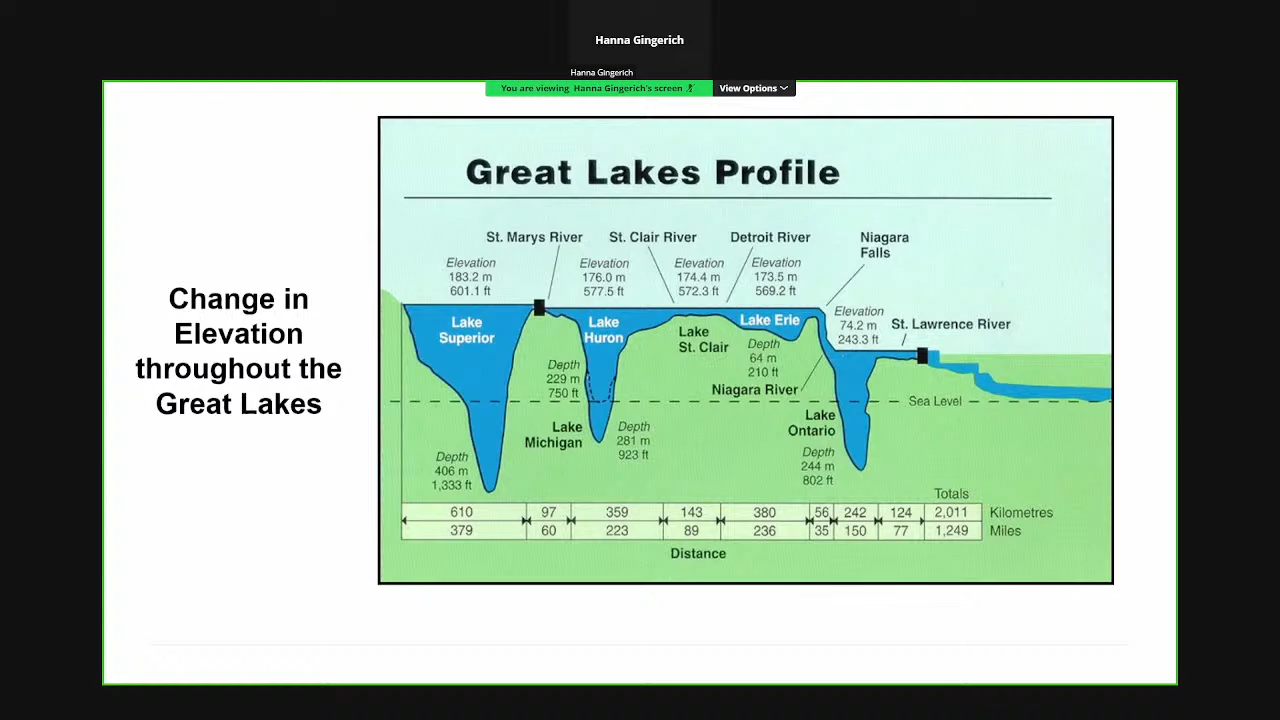 Hanna Gingerich
Hanna Gingerich
You are viewing Hanna Gingerich's screen
View Options
Change in
Elevation
throughout the
Great Lakes
Great Lakes Profile
St. Marys River
St. Clair River
Detroit River
Niagara
Falls
Elevation
183.2 m
601.1 ft
Elevation
176.0 m
577.5 ft
Elevation
174.4 m
572.3 ft
Elevation
173.5 m
569.2 ft
Elevation
74.2 m
243.3 ft
St. Lawrence River
Lake
Superior
Lake
Huron
Lake
St. Clair
Lake Erie
Depth
64 m
210 ft
Depth
229 m
750 ft
Niagara River
Sea Level
Lake
Michigan
Depth
281 m
923 ft
Lake
Ontario
Depth
406 m
1,333 ft
Depth
244 m
802 ft
Totals
610 97 359 143 380 56 242 124 2,011 Kilometres
379 60 223 89 236 35 150 77 1,249 Miles
Distance